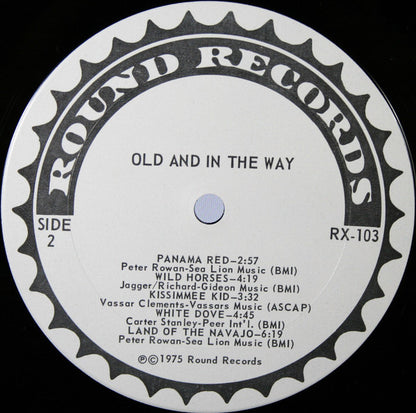 ROUND RECORDS
OLD AND IN THE WAY
SIDE
2
RX-103
PANAMA RED-2:57
Peter Rowan-Sea Lion Music (BMI)
WILD HORSES-4:19
Jagger/Richard-Gideon Music (BMI)
KISSIMMEE KID-3:32
Vassar Clements-Vassars Music (ASCAP)
WHITE DOVE-4:45
Carter Stanley-Peer Int'l. (BMI)
LAND OF THE NAVAJO-6:19
Peter Rowan-Sea Lion Music (BMI)
℗©1975 Round Records